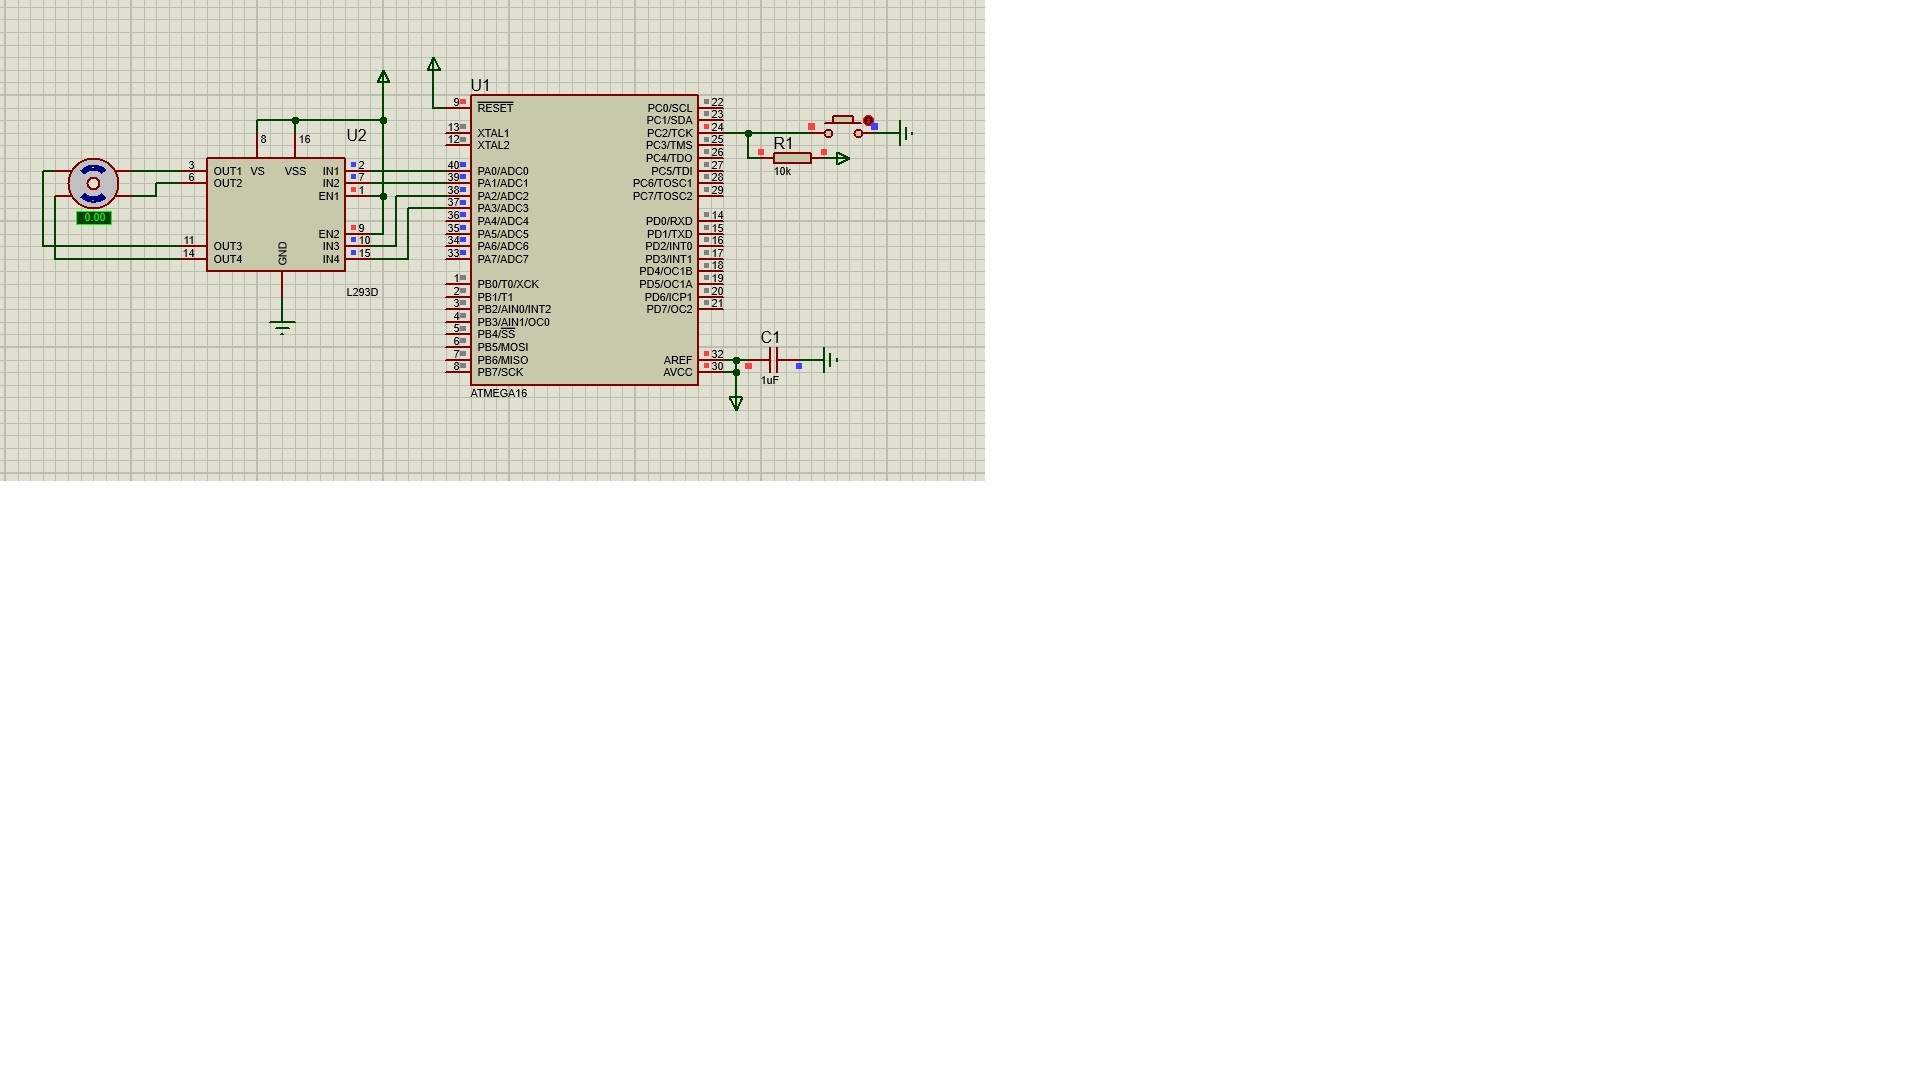 U1
9 RESET PC0/SCL 22
PC1/SDA 23
13 XTAL1 PC2/TCK 24
12 XTAL2 PC3/TMS 25
PC4/TDO 26
40 PA0/ADC0 PC5/TDI 27
39 PA1/ADC1 PC6/TOSC1 28
38 PA2/ADC2 PC7/TOSC2 29
37 PA3/ADC3
36 PA4/ADC4 PD0/RXD 14
35 PA5/ADC5 PD1/TXD 15
34 PA6/ADC6 PD2/INT0 16
33 PA7/ADC7 PD3/INT1 17
PD4/OC1B 18
1 PB0/T0/XCK PD5/OC1A 19
2 PB1/T1 PD6/ICP1 20
3 PB2/AIN0/INT2 PD7/OC2 21
4 PB3/AIN1/OC0
5 PB4/SS
6 PB5/MOSI
7 PB6/MISO AREF 32
8 PB7/SCK AVCC 30
ATMEGA16
U2
8 16
3 OUT1 VS VSS IN1 2
6 OUT2 IN2 7
EN1 1
EN2 9
11 OUT3 GND IN3 10
14 OUT4 IN4 15
L293D
0.00
R1
10k
C1
1uF